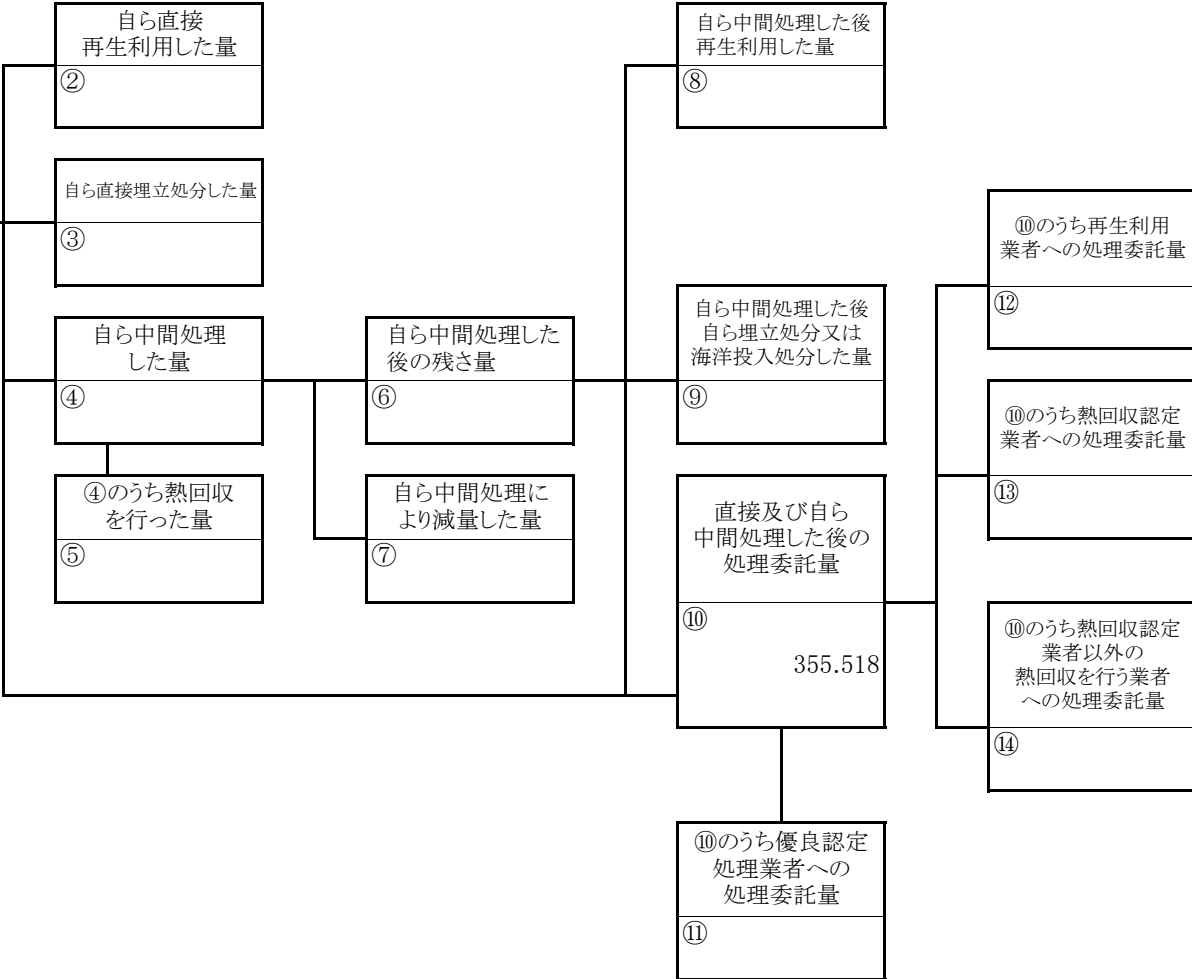 自ら直接
再生利用した量
②
自ら中間処理した後
再生利用した量
⑧
自ら直接埋立処分した量
③
⑩のうち再生利用
業者への処理委託量
⑫
自ら中間処理
した量
④
自ら中間処理した
後の残さ量
⑥
自ら中間処理した後
自ら埋立処分又は
海洋投入処分した量
⑨
⑩のうち熱回収認定
業者への処理委託量
⑬
④のうち熱回収
を行った量
⑤
自ら中間処理に
より減量した量
⑦
直接及び自ら
中間処理した後の
処理委託量
⑩
355.518
⑩のうち熱回収認定
業者以外の
熱回収を行う業者
への処理委託量
⑭
⑩のうち優良認定
処理業者への
処理委託量
⑪